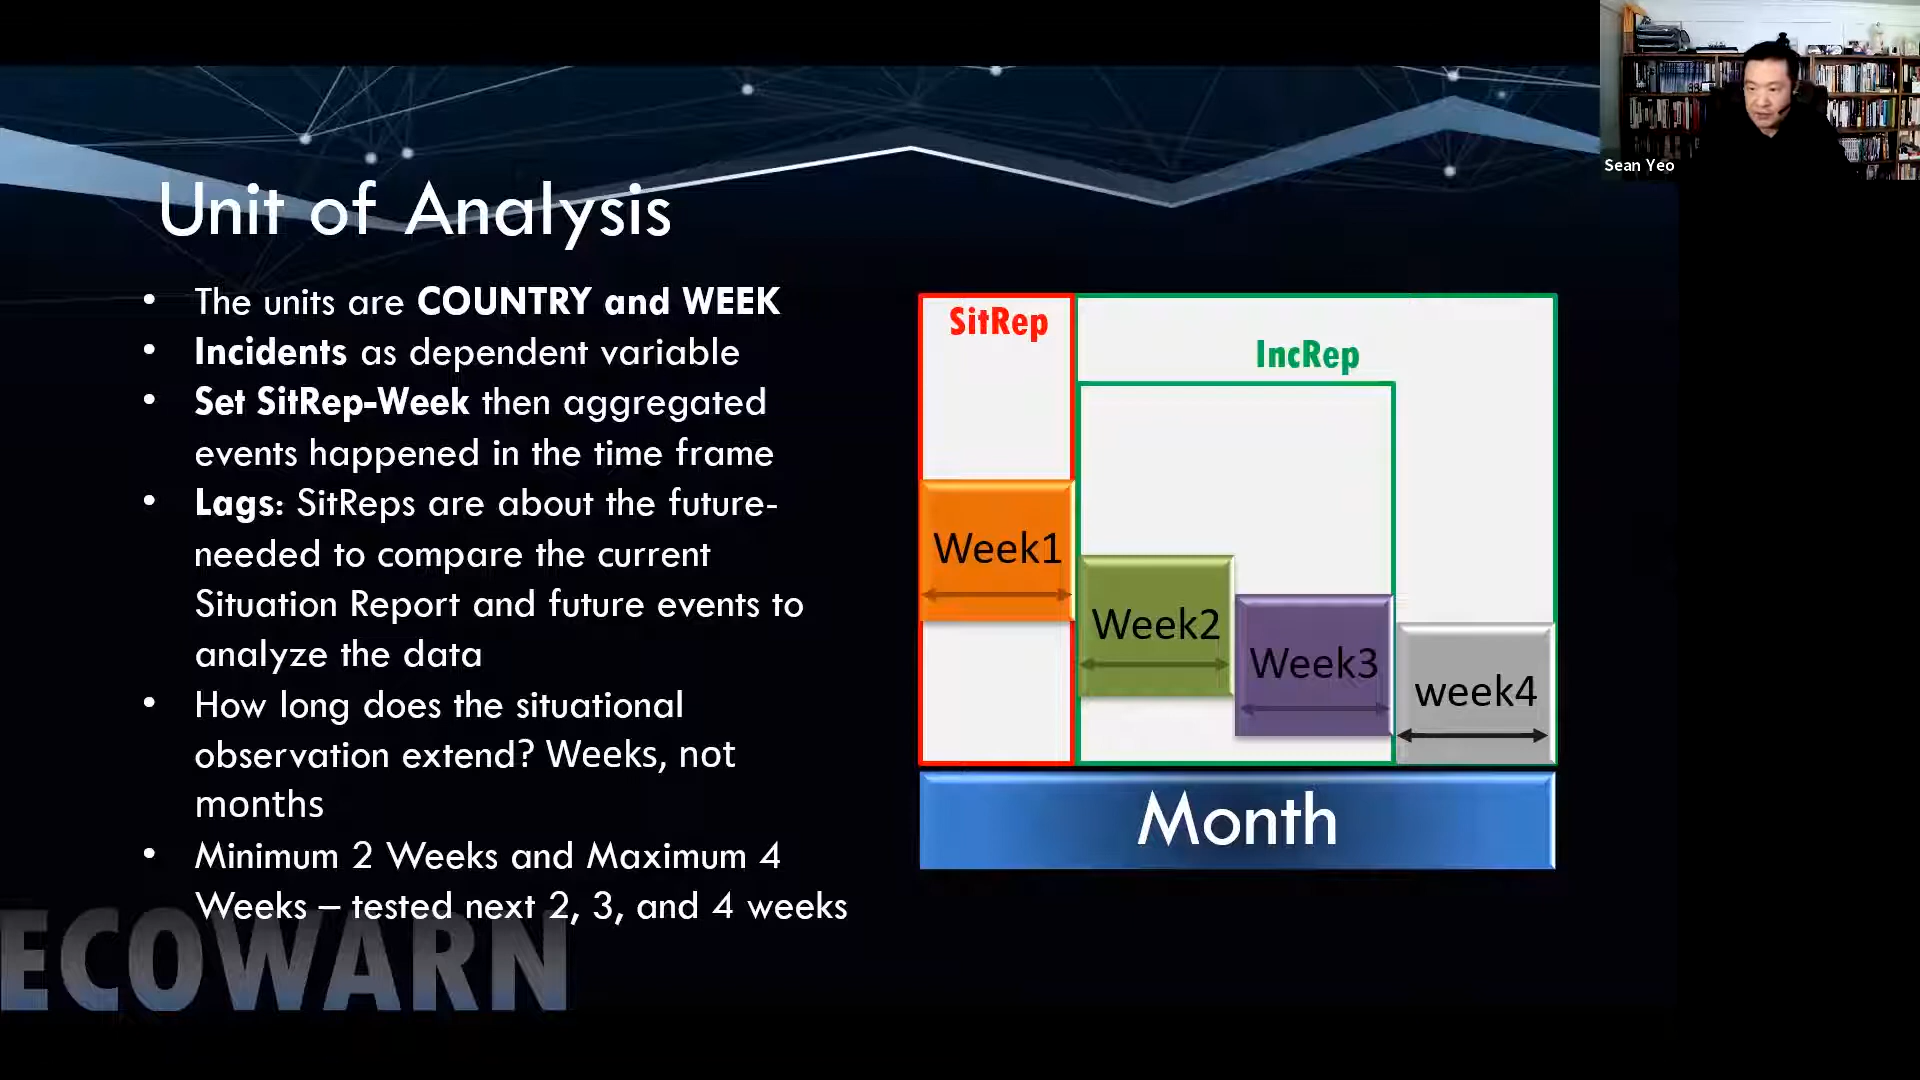 Sean Yeo
Unit of Analysis
• The units are COUNTRY and WEEK
• Incidents as dependent variable
• Set SitRep-Week then aggregated
events happened in the time frame
• Lags: SitReps are about the future-
needed to compare the current
Situation Report and future events to
analyze the data
• How long does the situational
observation extend? Weeks, not
months
• Minimum 2 Weeks and Maximum 4
Weeks – tested next 2, 3, and 4 weeks
SitRep
IncRep
Week1
Week2
Week3
week4
Month
ECOWARN